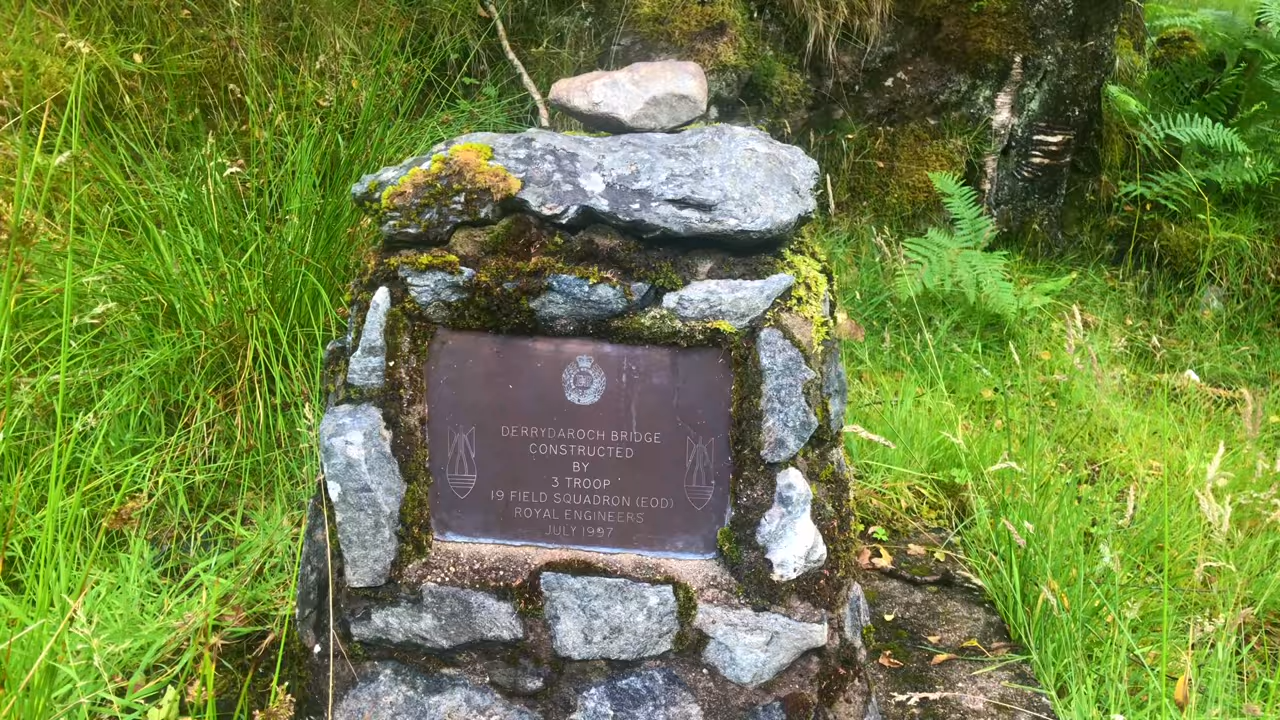 DERRYDAROCH BRIDGE
CONSTRUCTED
BY
3 TROOP
19 FIELD SQUADRON (EOD)
ROYAL ENGINEERS
JULY 1997